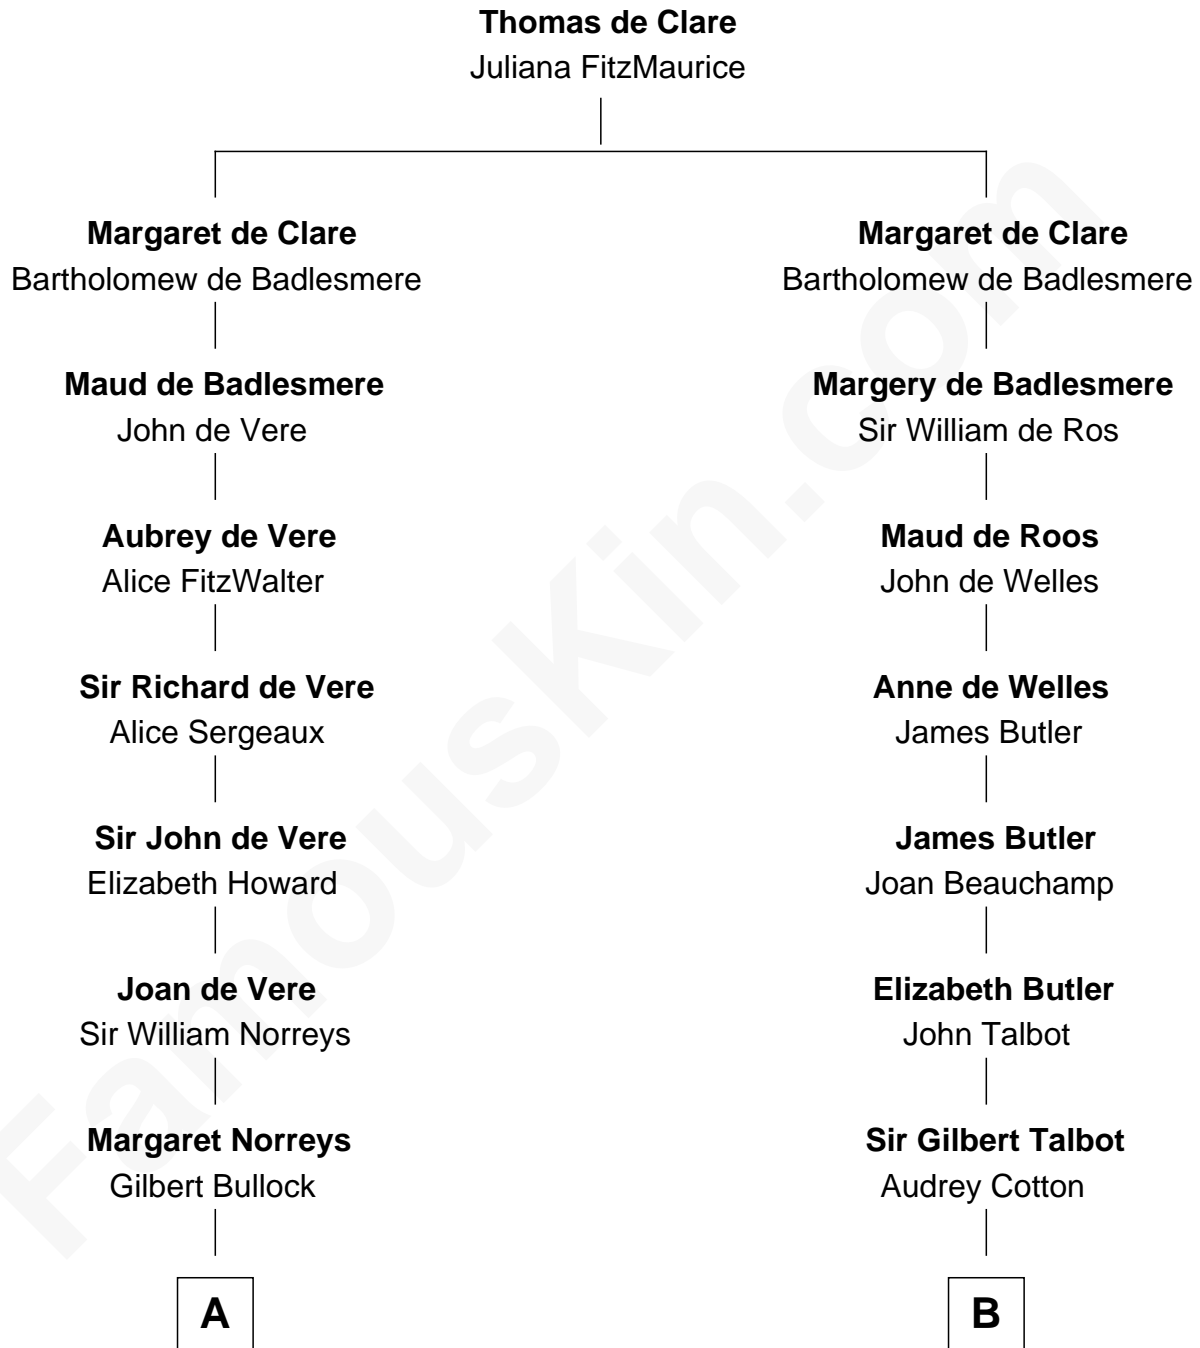 Thomas de Clare
Juliana FitzMaurice
Margaret de Clare
Bartholomew de Badlesmere
Margaret de Clare
Bartholomew de Badlesmere
Maud de Badlesmere
John de Vere
Margery de Badlesmere
Sir William de Ros
Aubrey de Vere
Alice FitzWalter
Maud de Roos
John de Welles
Sir Richard de Vere
Alice Sergeaux
Anne de Welles
James Butler
Sir John de Vere
Elizabeth Howard
James Butler
Joan Beauchamp
Joan de Vere
Sir William Norreys
Elizabeth Butler
John Talbot
Margaret Norreys
Gilbert Bullock
Sir Gilbert Talbot
Audrey Cotton
A
B
FamousKin.com